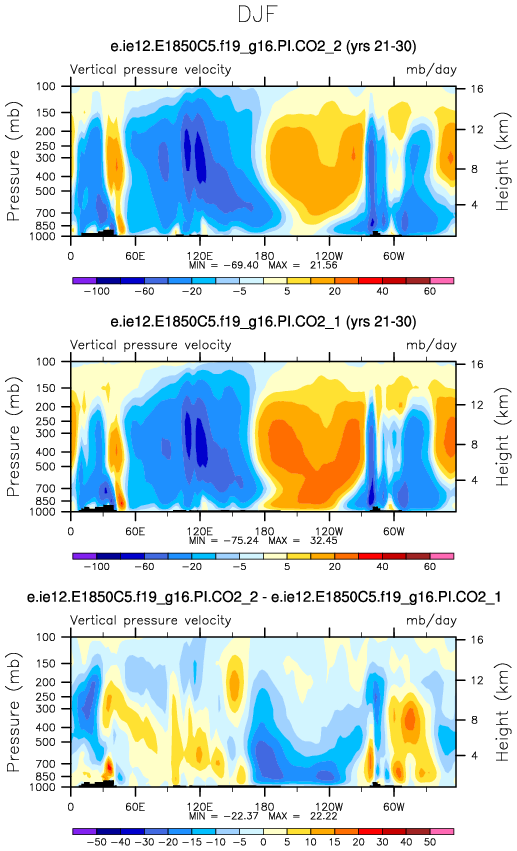 DJF
e.ie12.E1850C5.f19_g16.PI.CO2_2 (yrs 21-30)
Vertical pressure velocity mb/day
Pressure (mb)
Height (km)
100
150
200
250
300
400
500
700
850
1000
16
12
8
4
0 60E 120E 180 120W 60W
MIN = -69.40 MAX = 21.56
-100 -60 -20 -5 5 20 40 60
e.ie12.E1850C5.f19_g16.PI.CO2_1 (yrs 21-30)
Vertical pressure velocity mb/day
Pressure (mb)
Height (km)
100
150
200
250
300
400
500
700
850
1000
16
12
8
4
0 60E 120E 180 120W 60W
MIN = -75.24 MAX = 32.45
-100 -60 -20 -5 5 20 40 60
e.ie12.E1850C5.f19_g16.PI.CO2_2 - e.ie12.E1850C5.f19_g16.PI.CO2_1
Vertical pressure velocity mb/day
Pressure (mb)
Height (km)
100
150
200
250
300
400
500
700
850
1000
16
12
8
4
0 60E 120E 180 120W 60W
MIN = -22.37 MAX = 22.22
-50 -40 -30 -20 -15 -10 -5 0 5 10 15 20 30 40 50